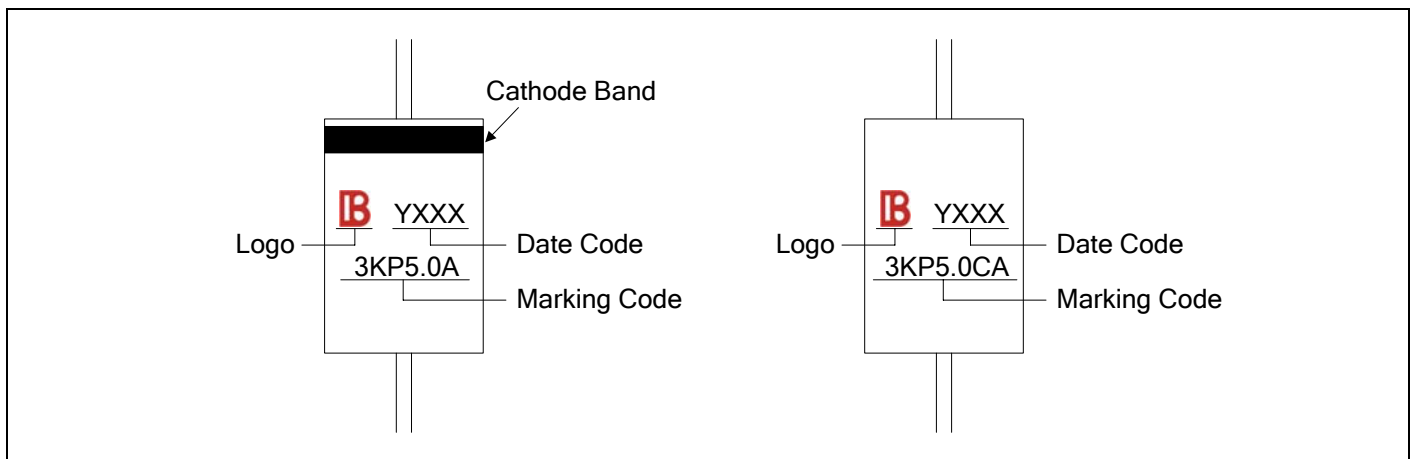 Cathode Band
B YXXX
Logo Date Code
3KP5.0A
Marking Code
B YXXX
Logo Date Code
3KP5.0CA
Marking Code